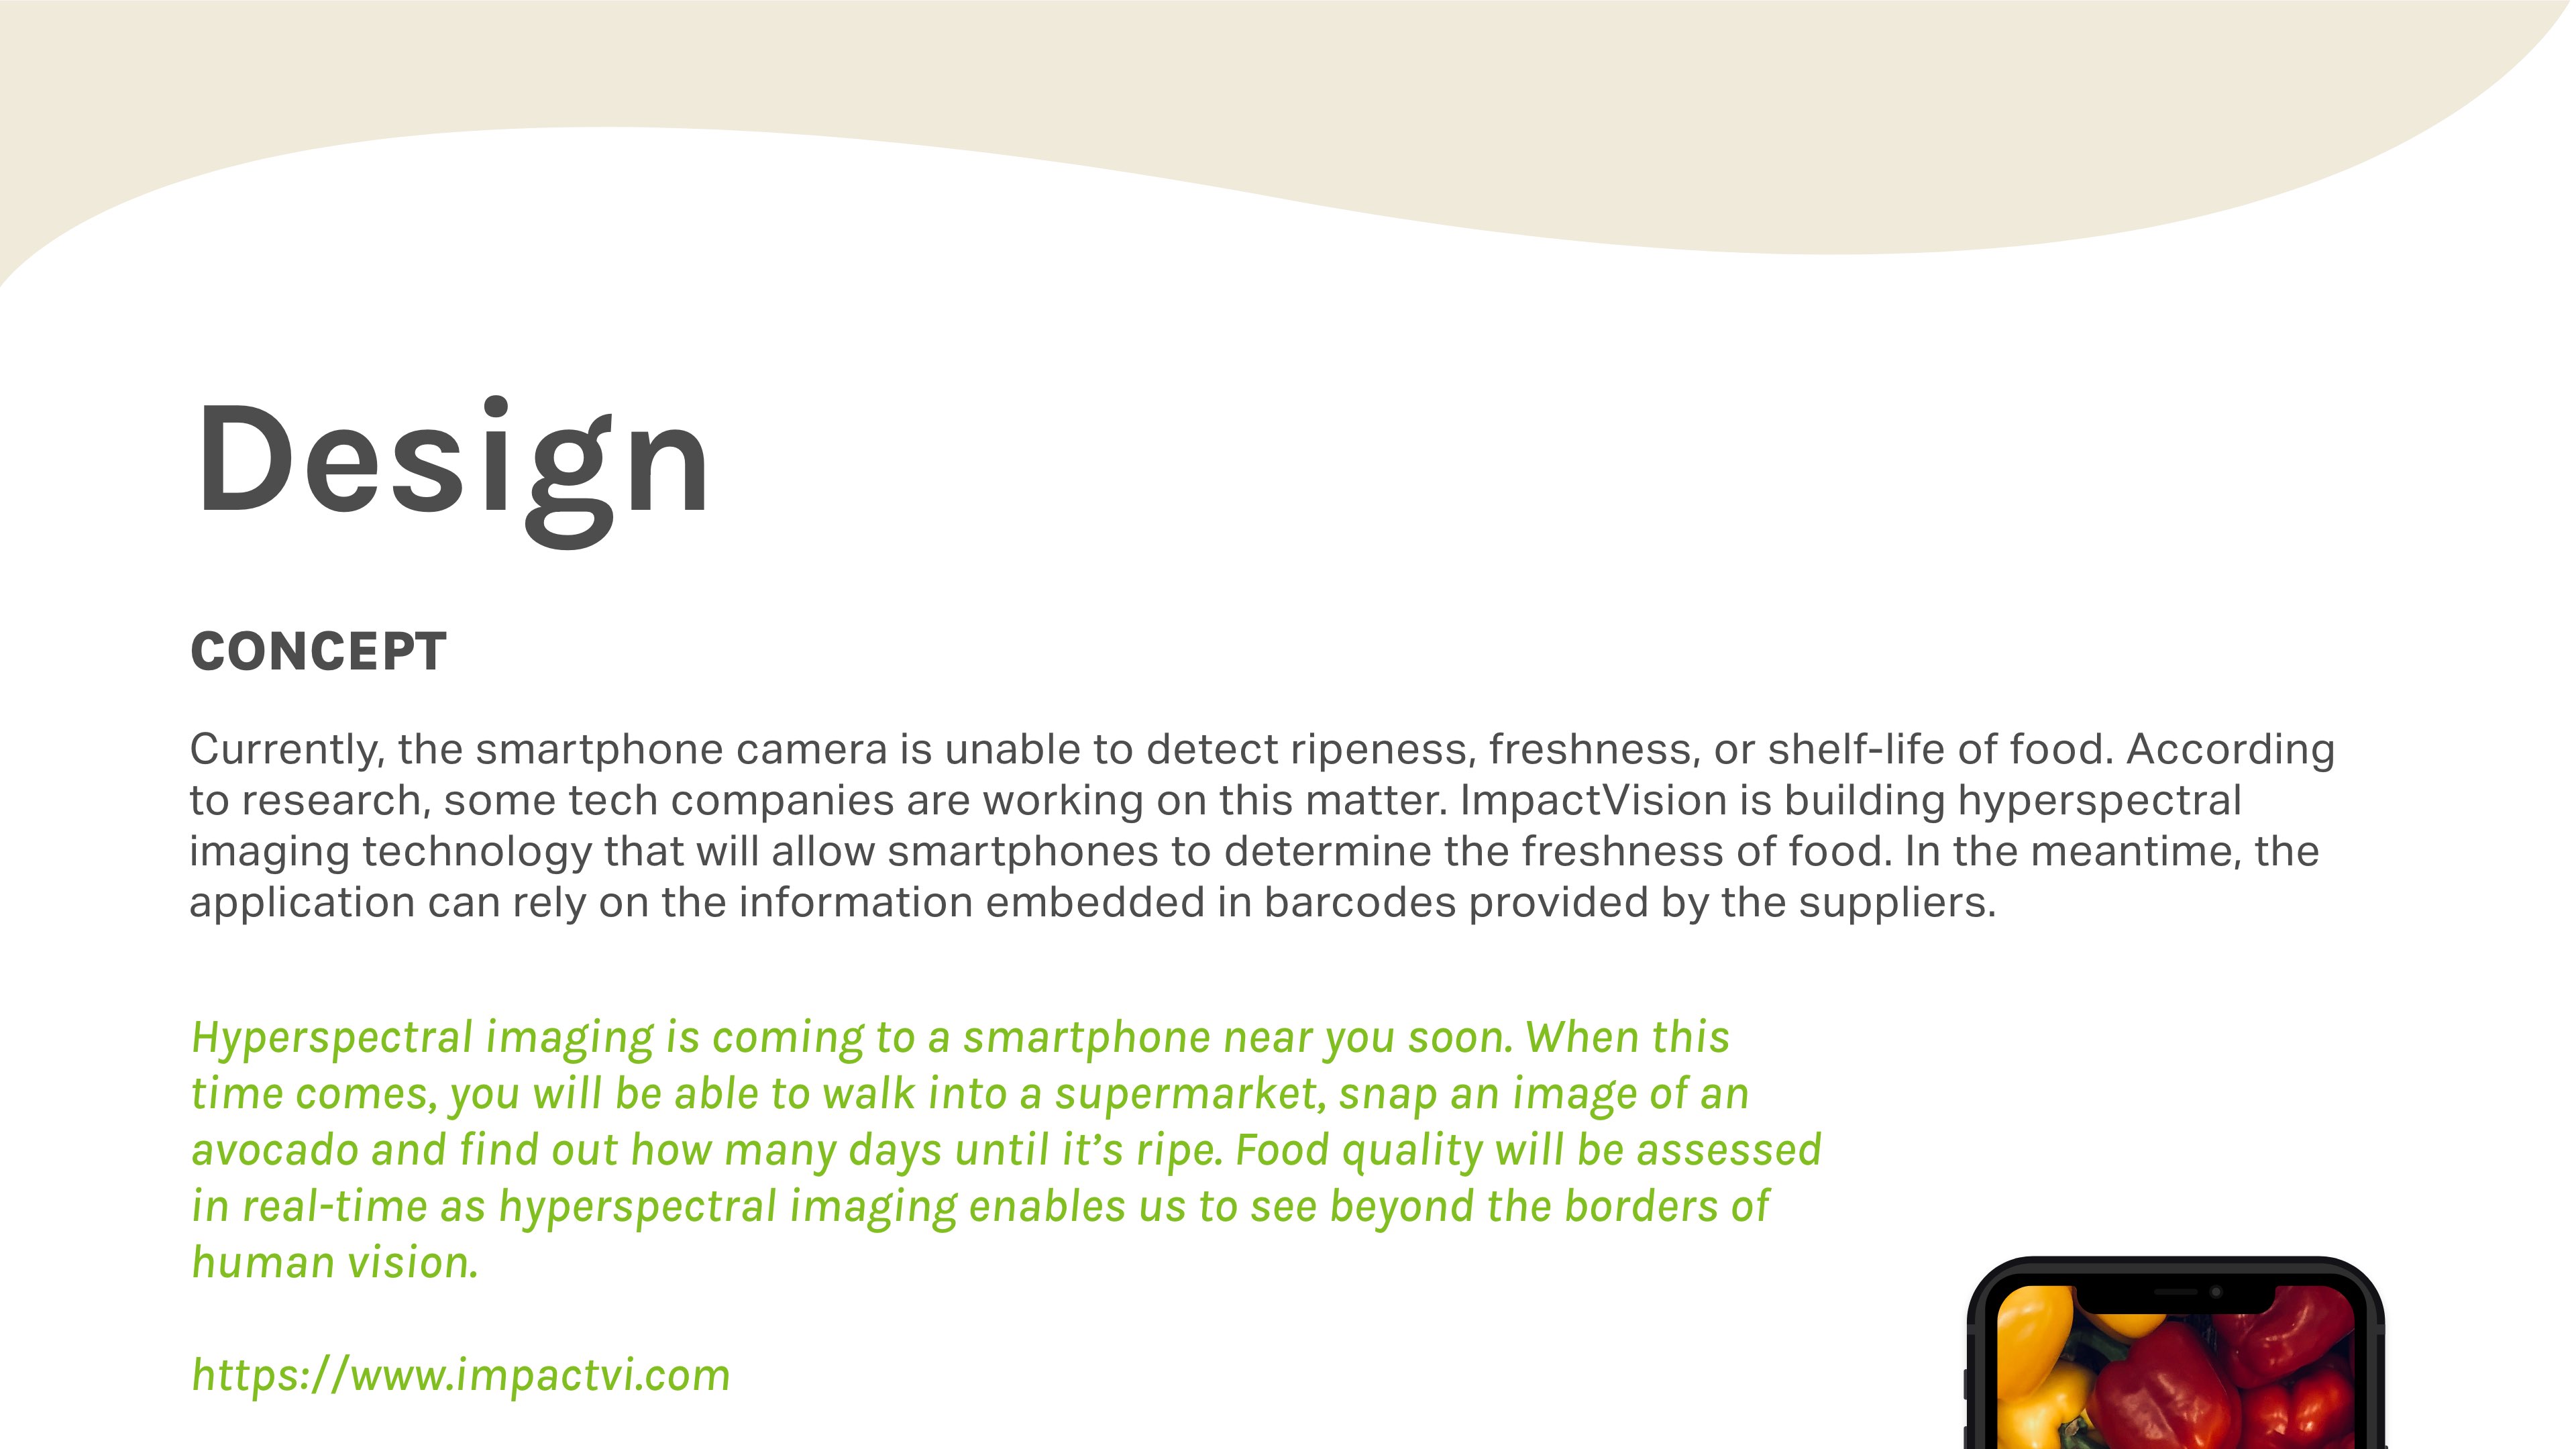 Design
CONCEPT
Currently, the smartphone camera is unable to detect ripeness, freshness, or shelf-life of food. According
to research, some tech companies are working on this matter. ImpactVision is building hyperspectral
imaging technology that will allow smartphones to determine the freshness of food. In the meantime, the
application can rely on the information embedded in barcodes provided by the suppliers.
Hyperspectral imaging is coming to a smartphone near you soon. When this
time comes, you will be able to walk into a supermarket, snap an image of an
avocado and find out how many days until it’s ripe. Food quality will be assessed
in real-time as hyperspectral imaging enables us to see beyond the borders of
human vision.
https://www.impactvi.com